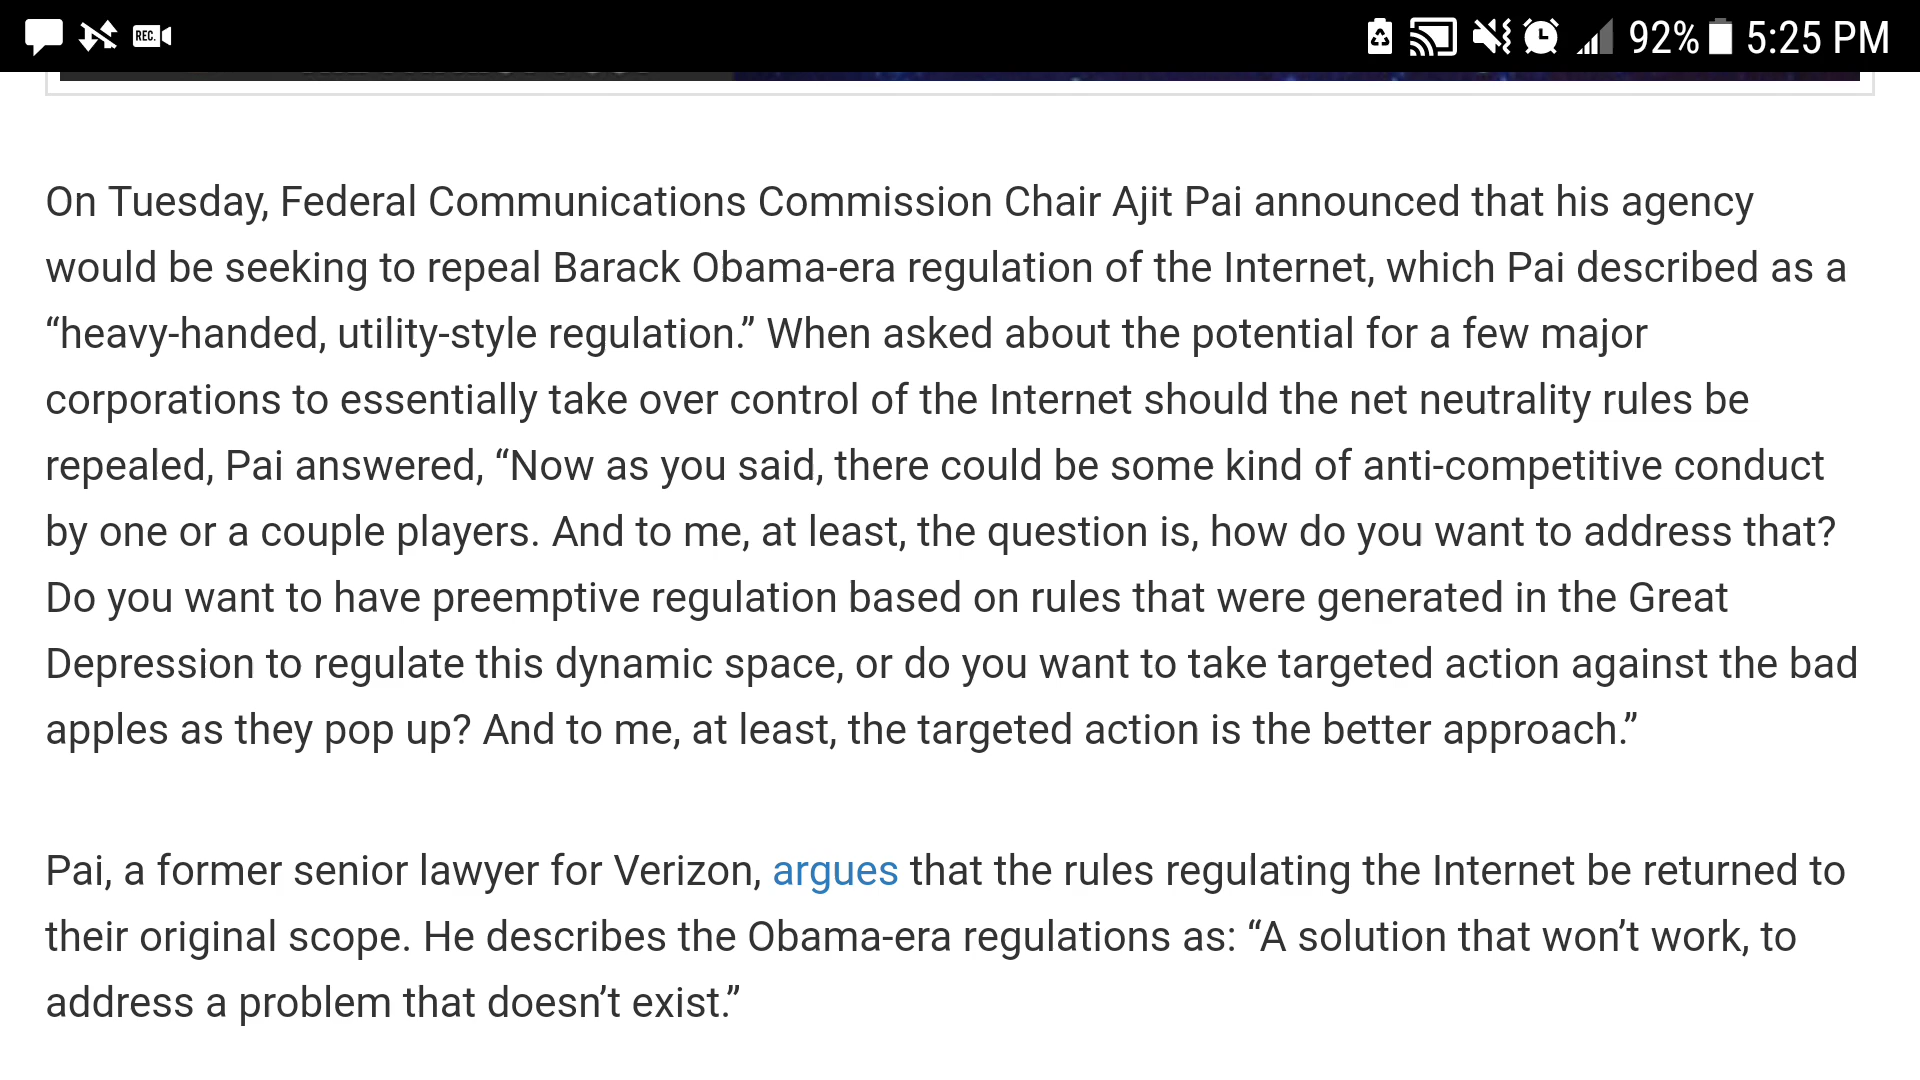 REC.
92% 5:25 PM
On Tuesday, Federal Communications Commission Chair Ajit Pai announced that his agency
would be seeking to repeal Barack Obama-era regulation of the Internet, which Pai described as a
“heavy-handed, utility-style regulation.” When asked about the potential for a few major
corporations to essentially take over control of the Internet should the net neutrality rules be
repealed, Pai answered, “Now as you said, there could be some kind of anti-competitive conduct
by one or a couple players. And to me, at least, the question is, how do you want to address that?
Do you want to have preemptive regulation based on rules that were generated in the Great
Depression to regulate this dynamic space, or do you want to take targeted action against the bad
apples as they pop up? And to me, at least, the targeted action is the better approach.”
Pai, a former senior lawyer for Verizon, argues that the rules regulating the Internet be returned to
their original scope. He describes the Obama-era regulations as: “A solution that won’t work, to
address a problem that doesn’t exist.”